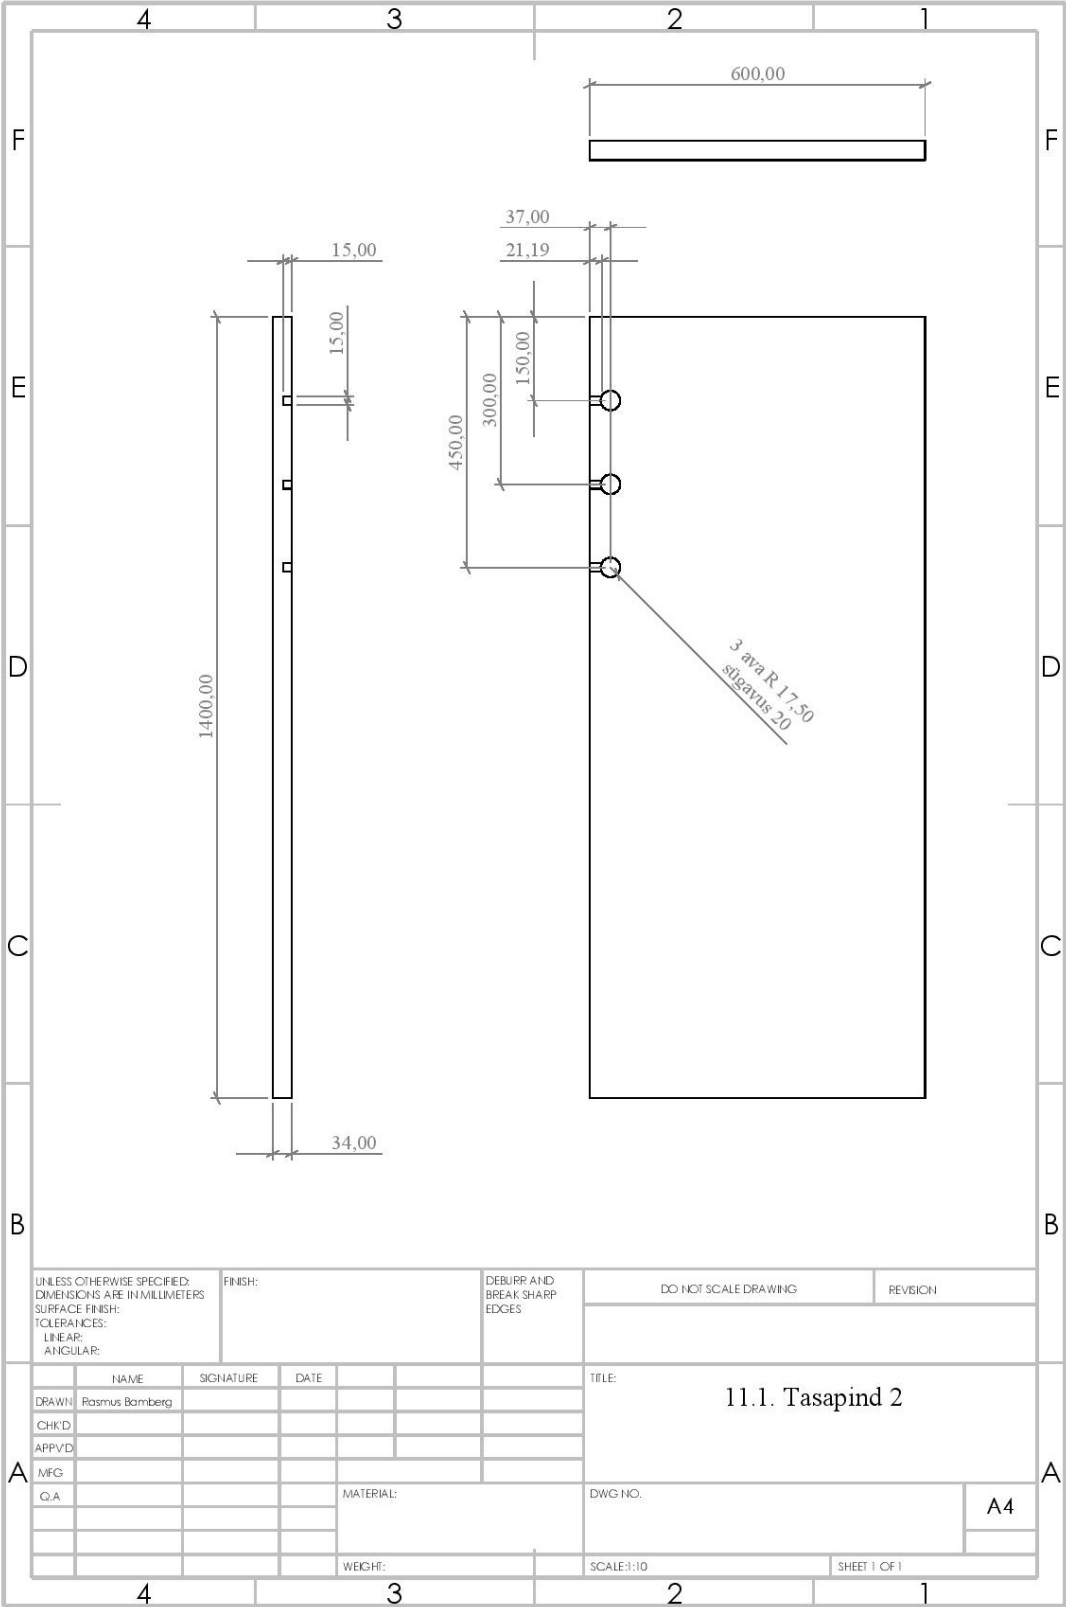 4 3 2 1
600,00
F F
37,00
15,00 21,19
15,00
150,00
E E
300,00
450,00
D D
3 ava R 17,50
sügavus 20
1400,00
C C
34,00
B B
UNLESS OTHERWISE SPECIFIED:
DIMENSIONS ARE IN MILLIMETERS
SURFACE FINISH:
TOLERANCES:
LINEAR:
ANGULAR:
FINISH:
DEBURR AND
BREAK SHARP
EDGES
DO NOT SCALE DRAWING
REVISION
NAME SIGNATURE DATE
DRAWN Rasmus Bamberg
CHK'D
APPV'D
MFG
Q.A
TITLE:
11.1. Tasapind 2
A A
MATERIAL:
DWG NO.
A4
WEIGHT:
SCALE:1:10
SHEET 1 OF 1
4 3 2 1